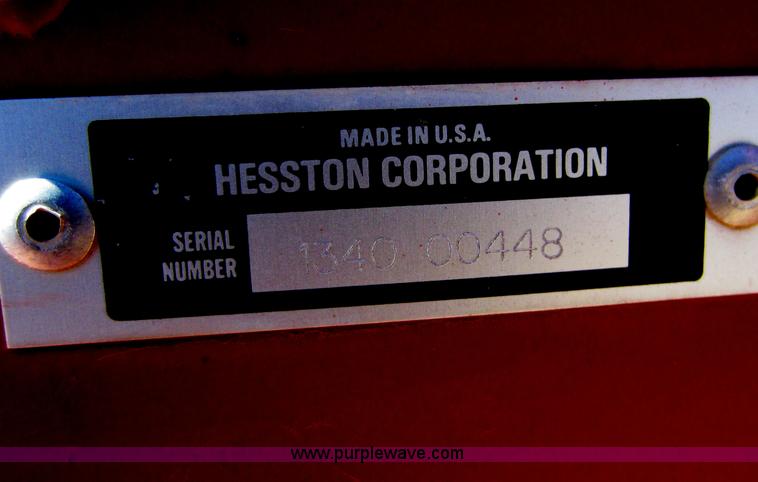 MADE IN U.S.A.
HESSTON CORPORATION
SERIAL
NUMBER
1340 00448
www.purplewave.com